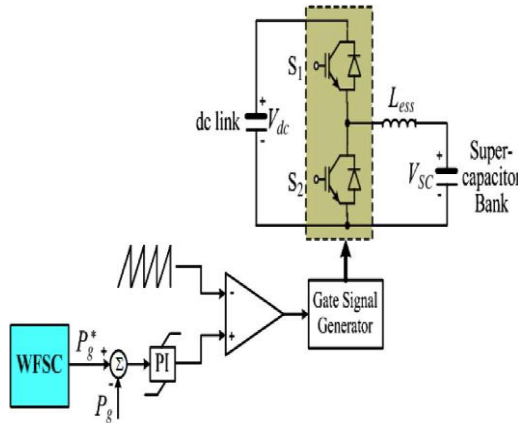 S1
dc link
+
Vdc
-
S2
Less
+
VSC
-
Super-
capacitor
Bank
-
+
Gate Signal
Generator
WFSC
Pg*
+
Σ
-
Pg
PI